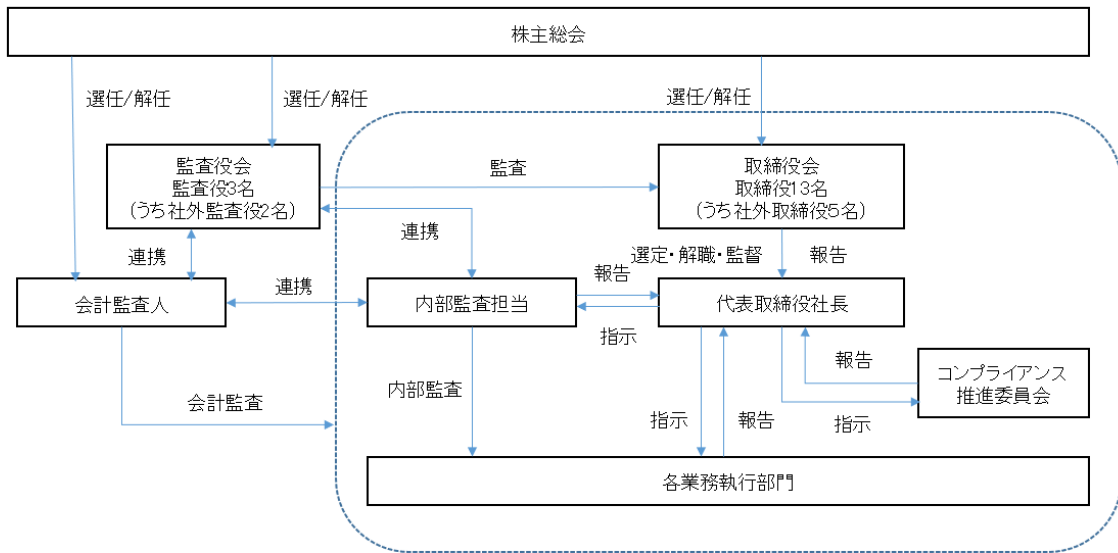 株主総会
選任/解任
選任/解任
選任/解任
監査役会
監査役3名
(うち社外監査役2名)
監査
取締役会
取締役13名
(うち社外取締役5名)
連携
連携
選定・解職・監督
報告
会計監査人
連携
内部監査担当
報告
指示
代表取締役社長
報告
コンプライアンス
推進委員会
会計監査
内部監査
指示
報告
指示
各業務執行部門